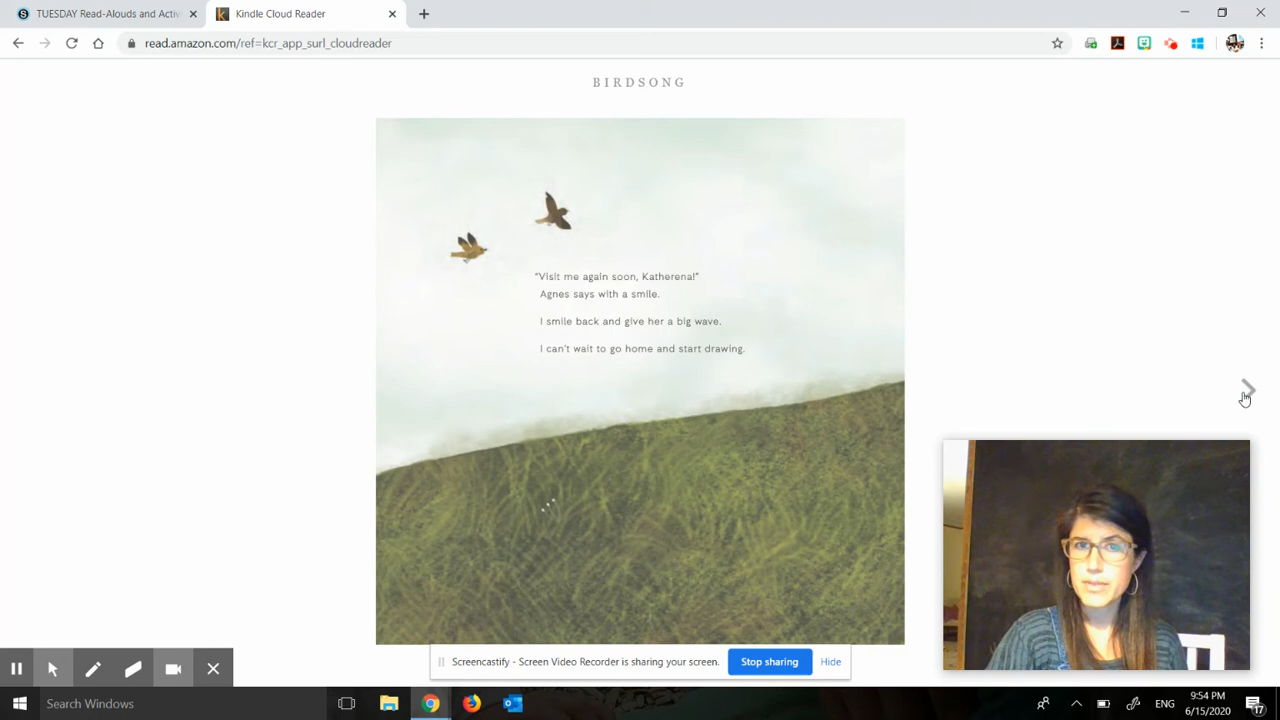 TUESDAY Read-Alouds and Activ
Kindle Cloud Reader
read.amazon.com/ref=kcr_app_surl_cloudreader
BIRDSONG
“Visit me again soon, Katherena!”
Agnes says with a smile.
I smile back and give her a big wave.
I can't wait to go home and start drawing.
Screencastify - Screen Video Recorder is sharing your screen.
Stop sharing
Hide
Search Windows
ENG
9:54 PM
6/15/2020
17